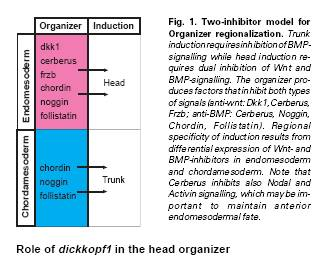 Organizer Induction
Endomesoderm
dkk1
cerberus
frzb
chordin
noggin
follistatin
Head
Chordamesoderm
chordin
noggin
follistatin
Trunk
Fig. 1. Two-inhibitor model for
Organizer regionalization. Trunk
induction requires inhibition of BMP-
signalling while head induction re-
quires dual inhibition of Wnt and
BMP-signalling. The organizer pro-
duces factors that inhibit both types
of signals (anti-wnt: Dkk1, Cerberus,
Frzb; anti-BMP: Cerberus, Noggin,
Chordin, Follistatin). Regional
specificity of induction results from
differential expression of Wnt- and
BMP-inhibitors in endomesoderm
and chordamesoderm. Note that
Cerberus inhibits also Nodal and
Activin signalling, which may be im-
portant to maintain anterior
endomesodermal fate.
Role of dickkopf1 in the head organizer